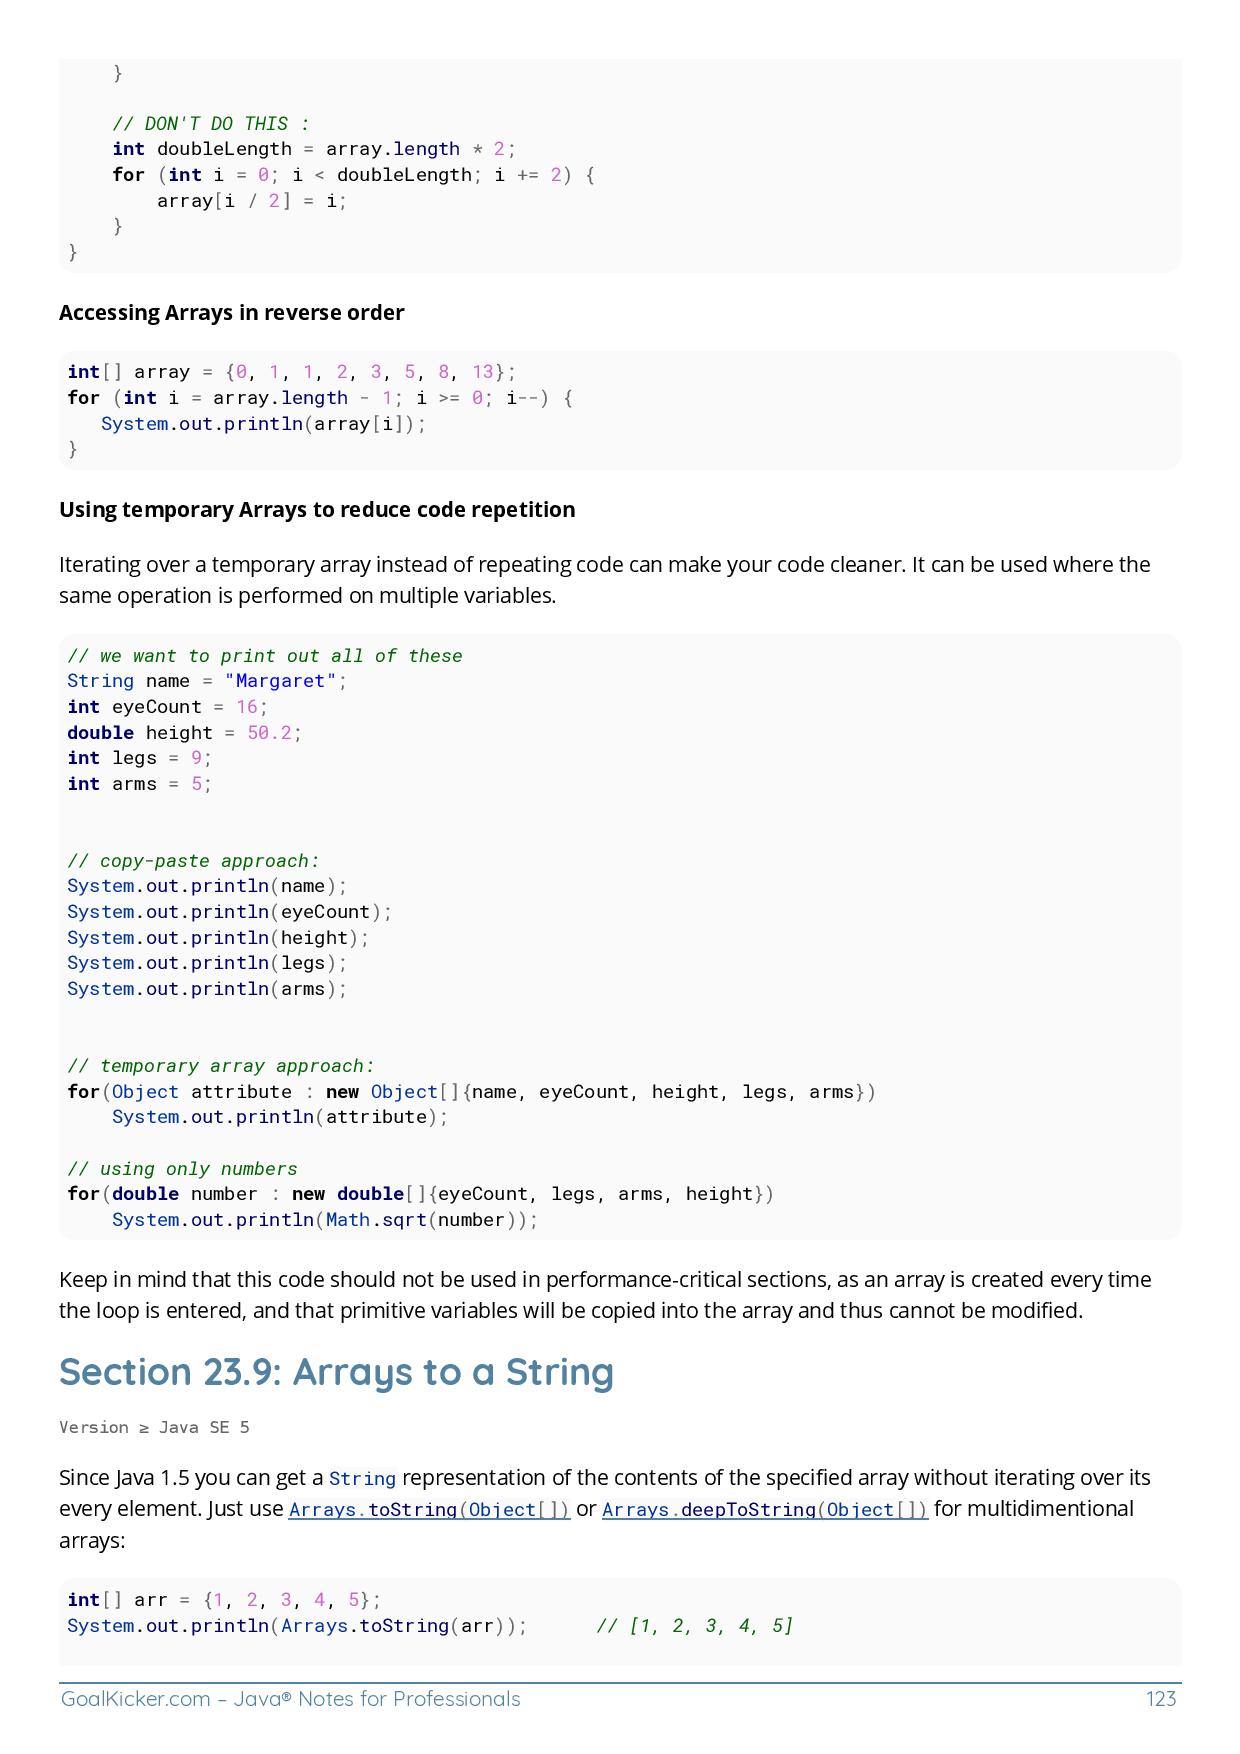 }

    // DON'T DO THIS :
    int doubleLength = array.length * 2;
    for (int i = 0; i < doubleLength; i += 2) {
        array[i / 2] = i;
    }
}
Accessing Arrays in reverse order
int[] array = {0, 1, 1, 2, 3, 5, 8, 13};
for (int i = array.length - 1; i >= 0; i--) {
   System.out.println(array[i]);
}
Using temporary Arrays to reduce code repetition
Iterating over a temporary array instead of repeating code can make your code cleaner. It can be used where the
same operation is performed on multiple variables.
// we want to print out all of these
String name = "Margaret";
int eyeCount = 16;
double height = 50.2;
int legs = 9;
int arms = 5;

// copy-paste approach:
System.out.println(name);
System.out.println(eyeCount);
System.out.println(height);
System.out.println(legs);
System.out.println(arms);

// temporary array approach:
for(Object attribute : new Object[]{name, eyeCount, height, legs, arms})
    System.out.println(attribute);

// using only numbers
for(double number : new double[]{eyeCount, legs, arms, height})
    System.out.println(Math.sqrt(number));
Keep in mind that this code should not be used in performance-critical sections, as an array is created every time
the loop is entered, and that primitive variables will be copied into the array and thus cannot be modified.
Section 23.9: Arrays to a String
Version ≥ Java SE 5
Since Java 1.5 you can get a String representation of the contents of the specified array without iterating over its
every element. Just use Arrays.toString(Object[]) or Arrays.deepToString(Object[]) for multidimentional
arrays:
int[] arr = {1, 2, 3, 4, 5};
System.out.println(Arrays.toString(arr));      // [1, 2, 3, 4, 5]
GoalKicker.com – Java® Notes for Professionals 123